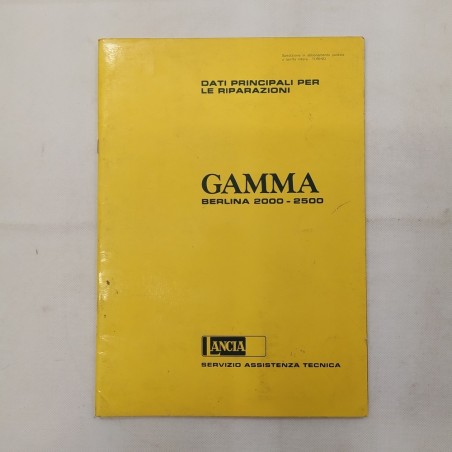 DATI PRINCIPALI PER
LE RIPARAZIONI
GAMMA
BERLINA 2000 - 2500
LANCIA
SERVIZIO ASSISTENZA TECNICA